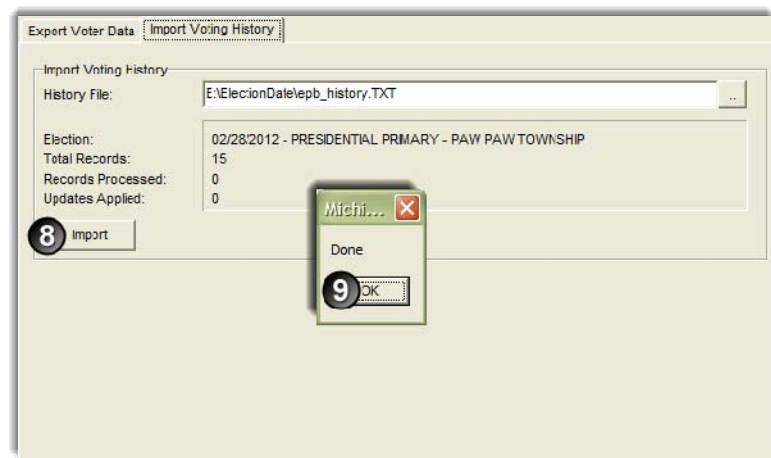 Export Voter Data Import Voting History
Import Voting History
History File: E:\ElectionDate\epb_history.TXT ..
Election: 02/28/2012 - PRESIDENTIAL PRIMARY - PAW PAW TOWNSHIP
Total Records: 15
Records Processed: 0
Updates Applied: 0
Michi...
8 Import
Done
9 OK